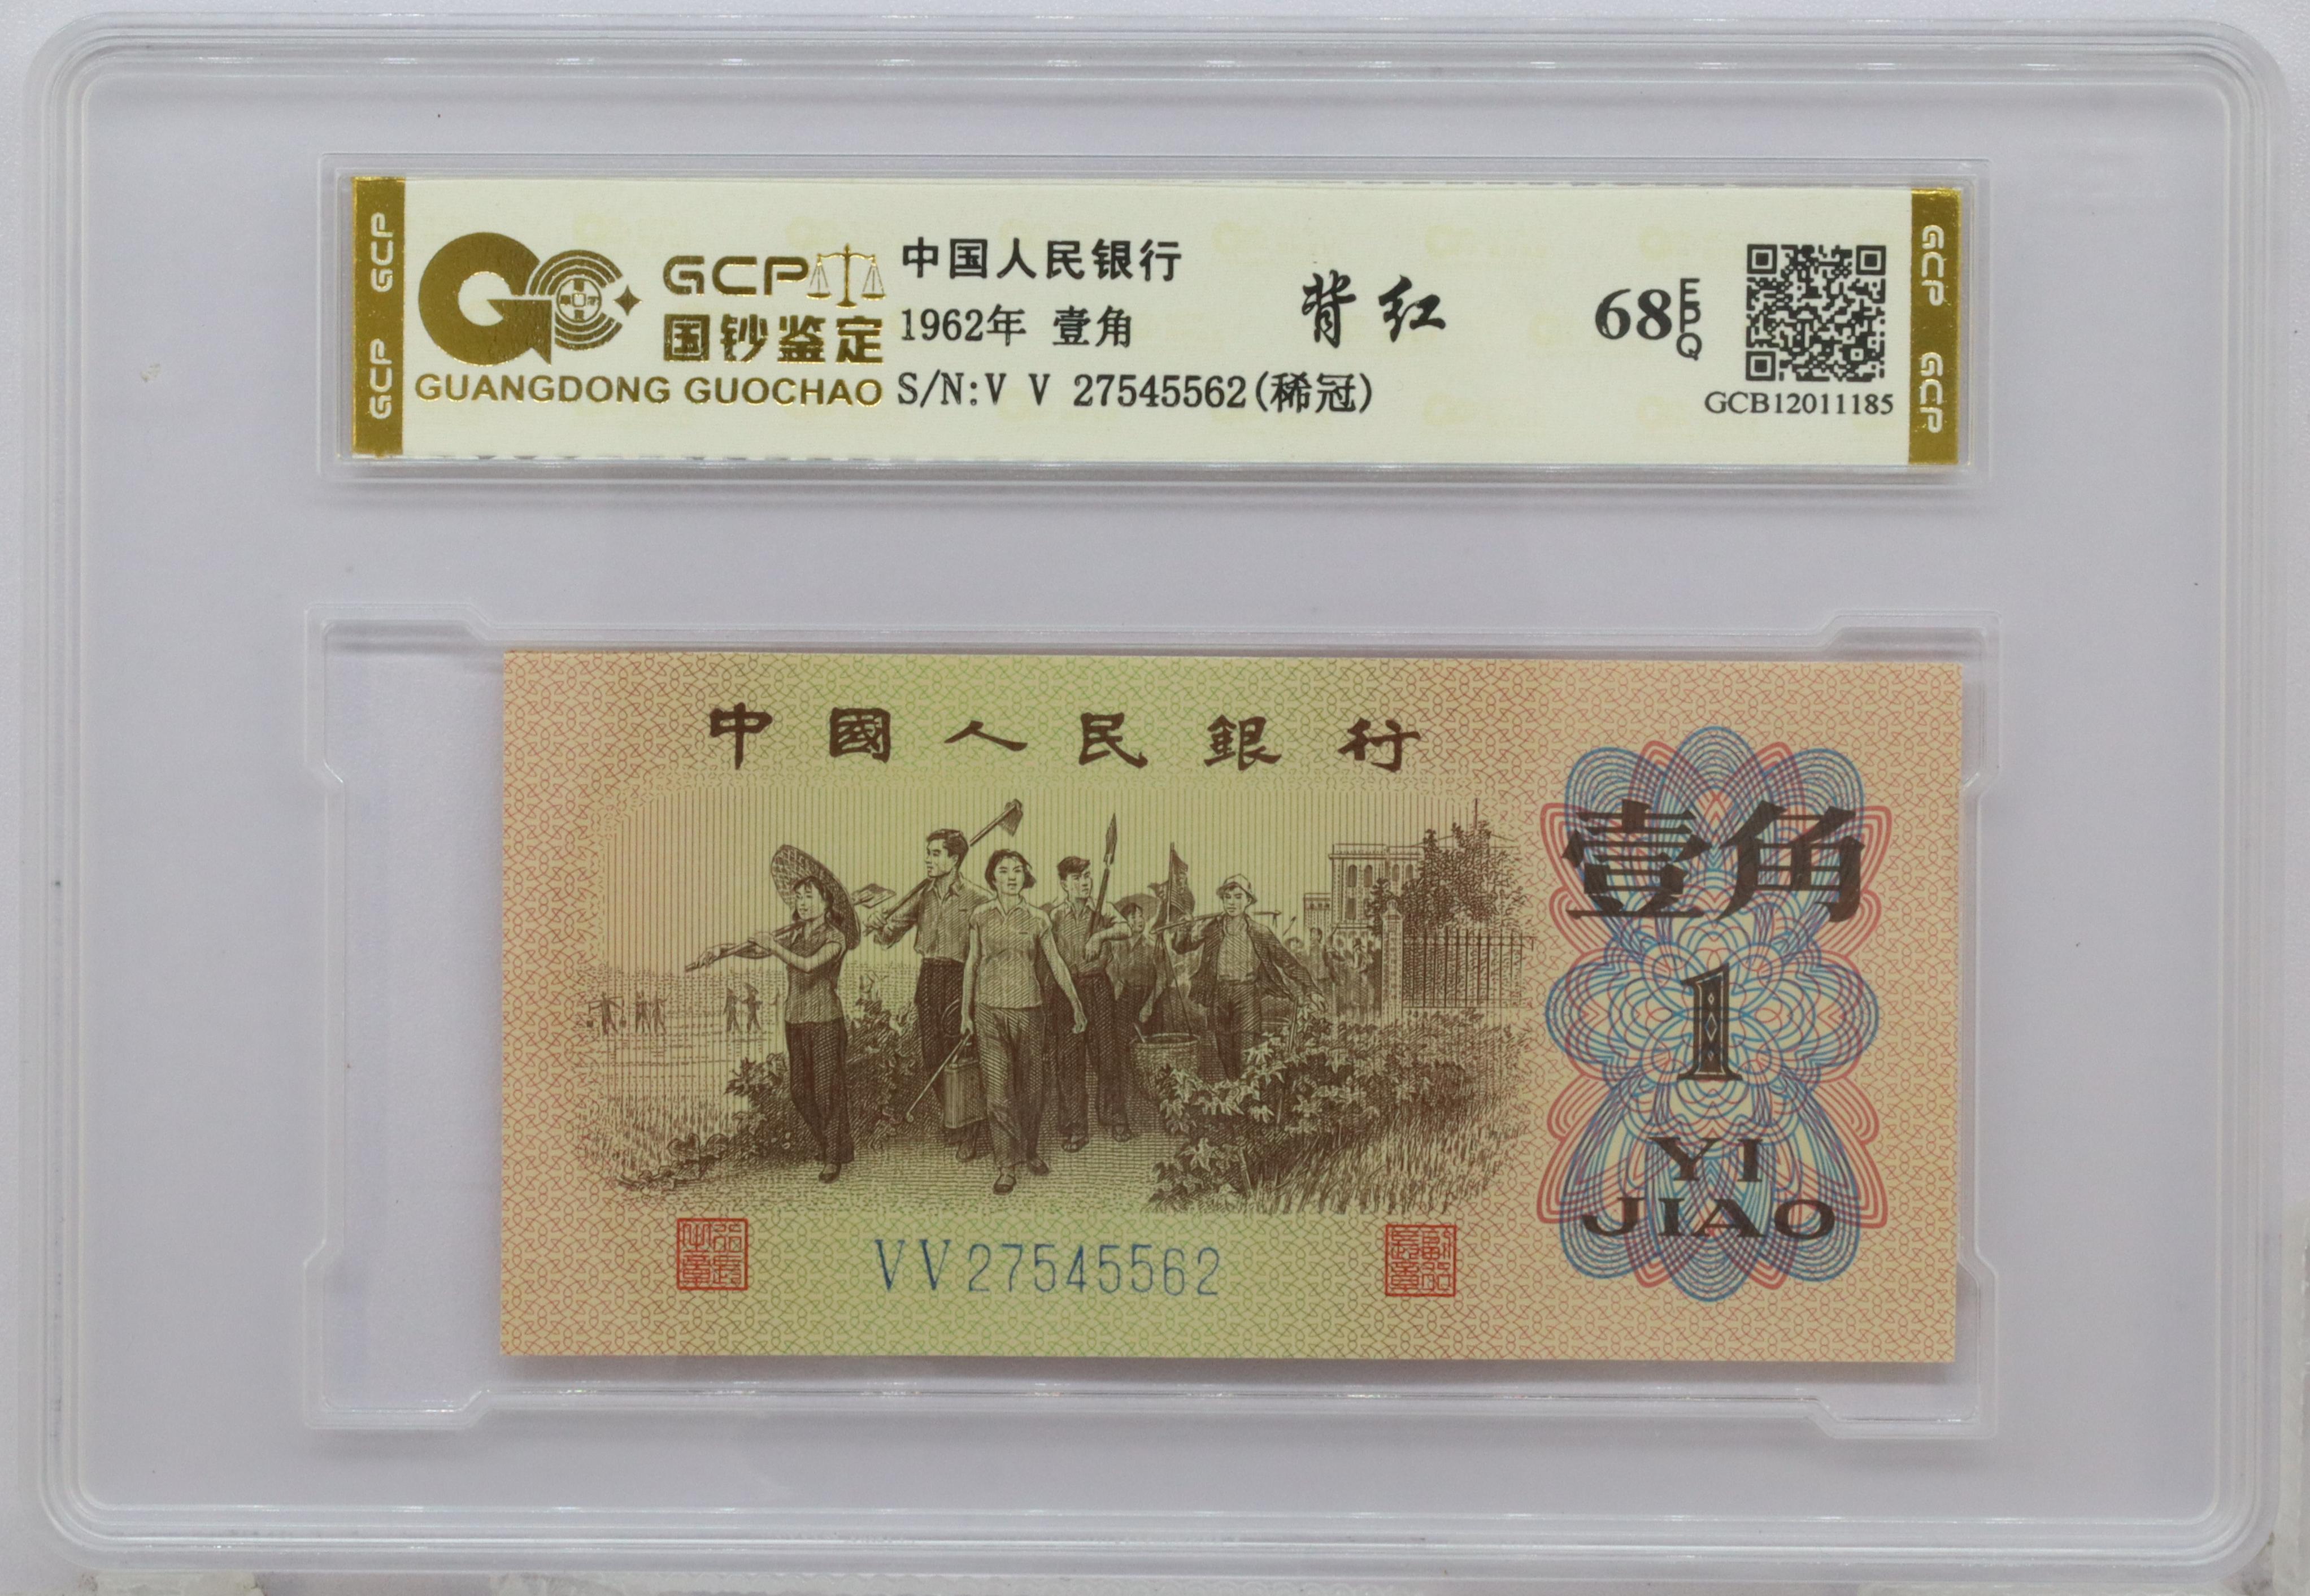 GCP GCP
GCP
国钞鉴定
GUANGDONG GUOCHAO
中国人民银行
1962年 壹角
S/N:V V 27545562(稀冠)
背红
68 EPQ
GCB12011185
GCP GCP
中國人民銀行
壹角
1
YI
JIAO
VV27545562